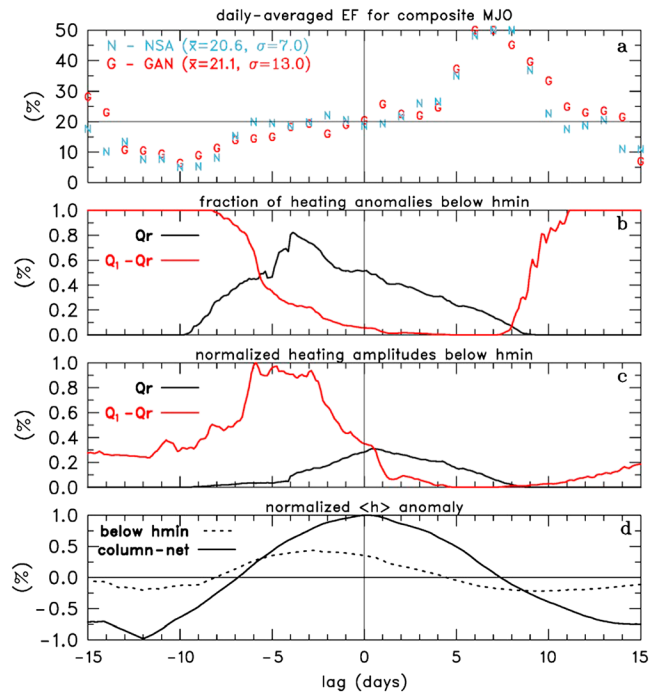 daily-averaged EF for composite MJO
50
40
30
20
10
0
(%)
a
N - NSA (x̄=20.6, σ=7.0)
G - GAN (x̄=21.1, σ=13.0)
fraction of heating anomalies below hmin
1.0
0.8
0.6
0.4
0.2
0.0
(%)
b
Qr
Q₁-Qr
normalized heating amplitudes below hmin
1.0
0.8
0.6
0.4
0.2
0.0
(%)
c
Qr
Q₁-Qr
normalized <h> anomaly
1.0
0.5
0.0
-0.5
-1.0
(%)
d
below hmin
column-net
-15 -10 -5 0 5 10 15
lag (days)